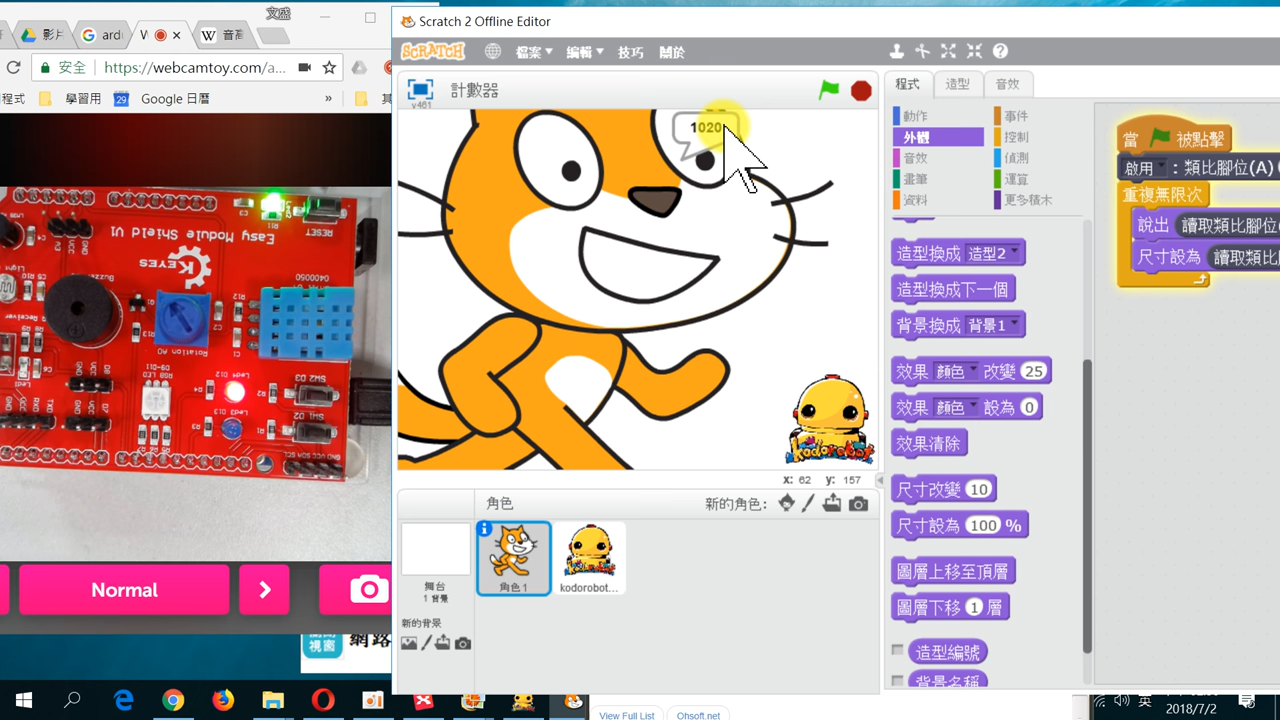 文盛
影片
ard
W
音
安全
https://webcamtoy.com/a...
學習用
Google 日曆
Normal
Easy Module Shield V1
KEYES
RESET
Buzzer
Rotation A0
Scratch 2 Offline Editor
SCRATCH
檔案
編輯
技巧
關於
v461
計數器
1020
kodorobot
x: 62 y: 157
角色
新的角色:
舞台
1 背景
新的背景
角色1
kodorobot...
程式
造型
音效
動作
外觀
音效
畫筆
資料
事件
控制
偵測
運算
更多積木
造型換成 造型2
造型換成下一個
背景換成 背景1
效果 顏色 改變 25
效果 顏色 設為 0
效果清除
尺寸改變 10
尺寸設為 100 %
圖層上移至頂層
圖層下移 1 層
造型編號
背景名稱
當 被點擊
啟用 : 類比腳位(A)
重複無限次
說出 讀取類比腳位
尺寸設為 讀取類比
視窗
網路
View Full List
Ohsoft.net
英
2018/7/2